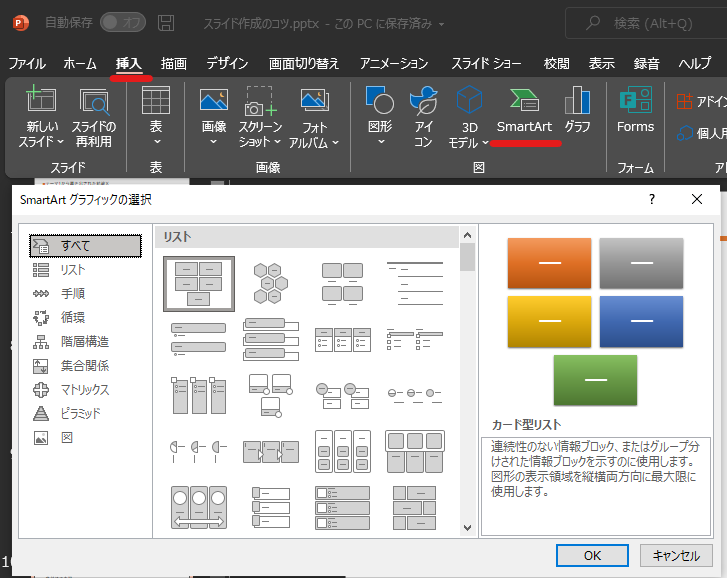 自動保存 オフ スライド作成のコツ.pptx - この PC に保存済み 検索 (Alt+Q)
ファイル ホーム 挿入 描画 デザイン 画面切り替え アニメーション スライド ショー 校閲 表示 録音 ヘルプ
新しい スライド スライドの 再利用
表
画像 スクリーン ショット フォト アルバム
図形 アイ コン 3D モデル SmartArt グラフ
Forms
アドイン
個人用
スライド 表 画像 図 フォーム
SmartArt グラフィックの選択 ?
すべて
リスト
手順
循環
階層構造
集合関係
マトリックス
ピラミッド
図
リスト
カード型リスト
連続性のない情報ブロック、またはグループ分
けされた情報ブロックを示すのに使用します。
図形の表示領域を縦横両方向に最大限に
使用します。
OK キャンセル